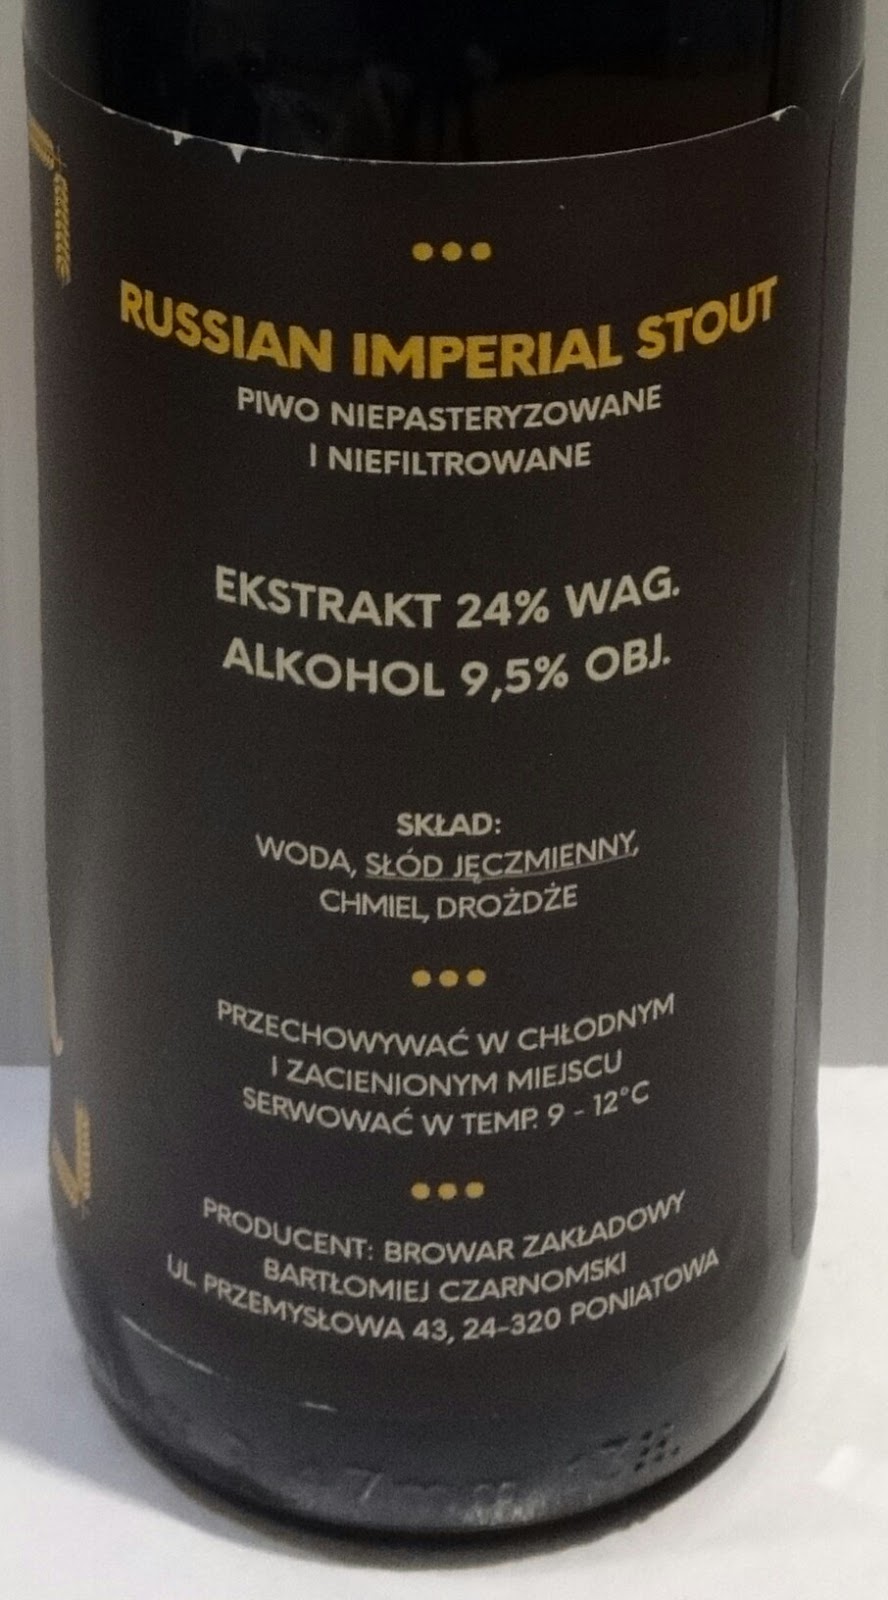 RUSSIAN IMPERIAL STOUT
PIWO NIEPASTERYZOWANE
I NIEFILTROWANE
EKSTRAKT 24% WAG.
ALKOHOL 9,5% OBJ.
SKŁAD:
WODA, SŁÓD JĘCZMIENNY,
CHMIEL, DROŻDŻE
PRZECHOWYWAĆ W CHŁODNYM
I ZACIENIONYM MIEJSCU
SERWOWAĆ W TEMP. 9 - 12°C
PRODUCENT: BROWAR ZAKŁADOWY
BARTŁOMIEJ CZARNOMSKI
UL. PRZEMYSŁOWA 43, 24-320 PONIATOWA